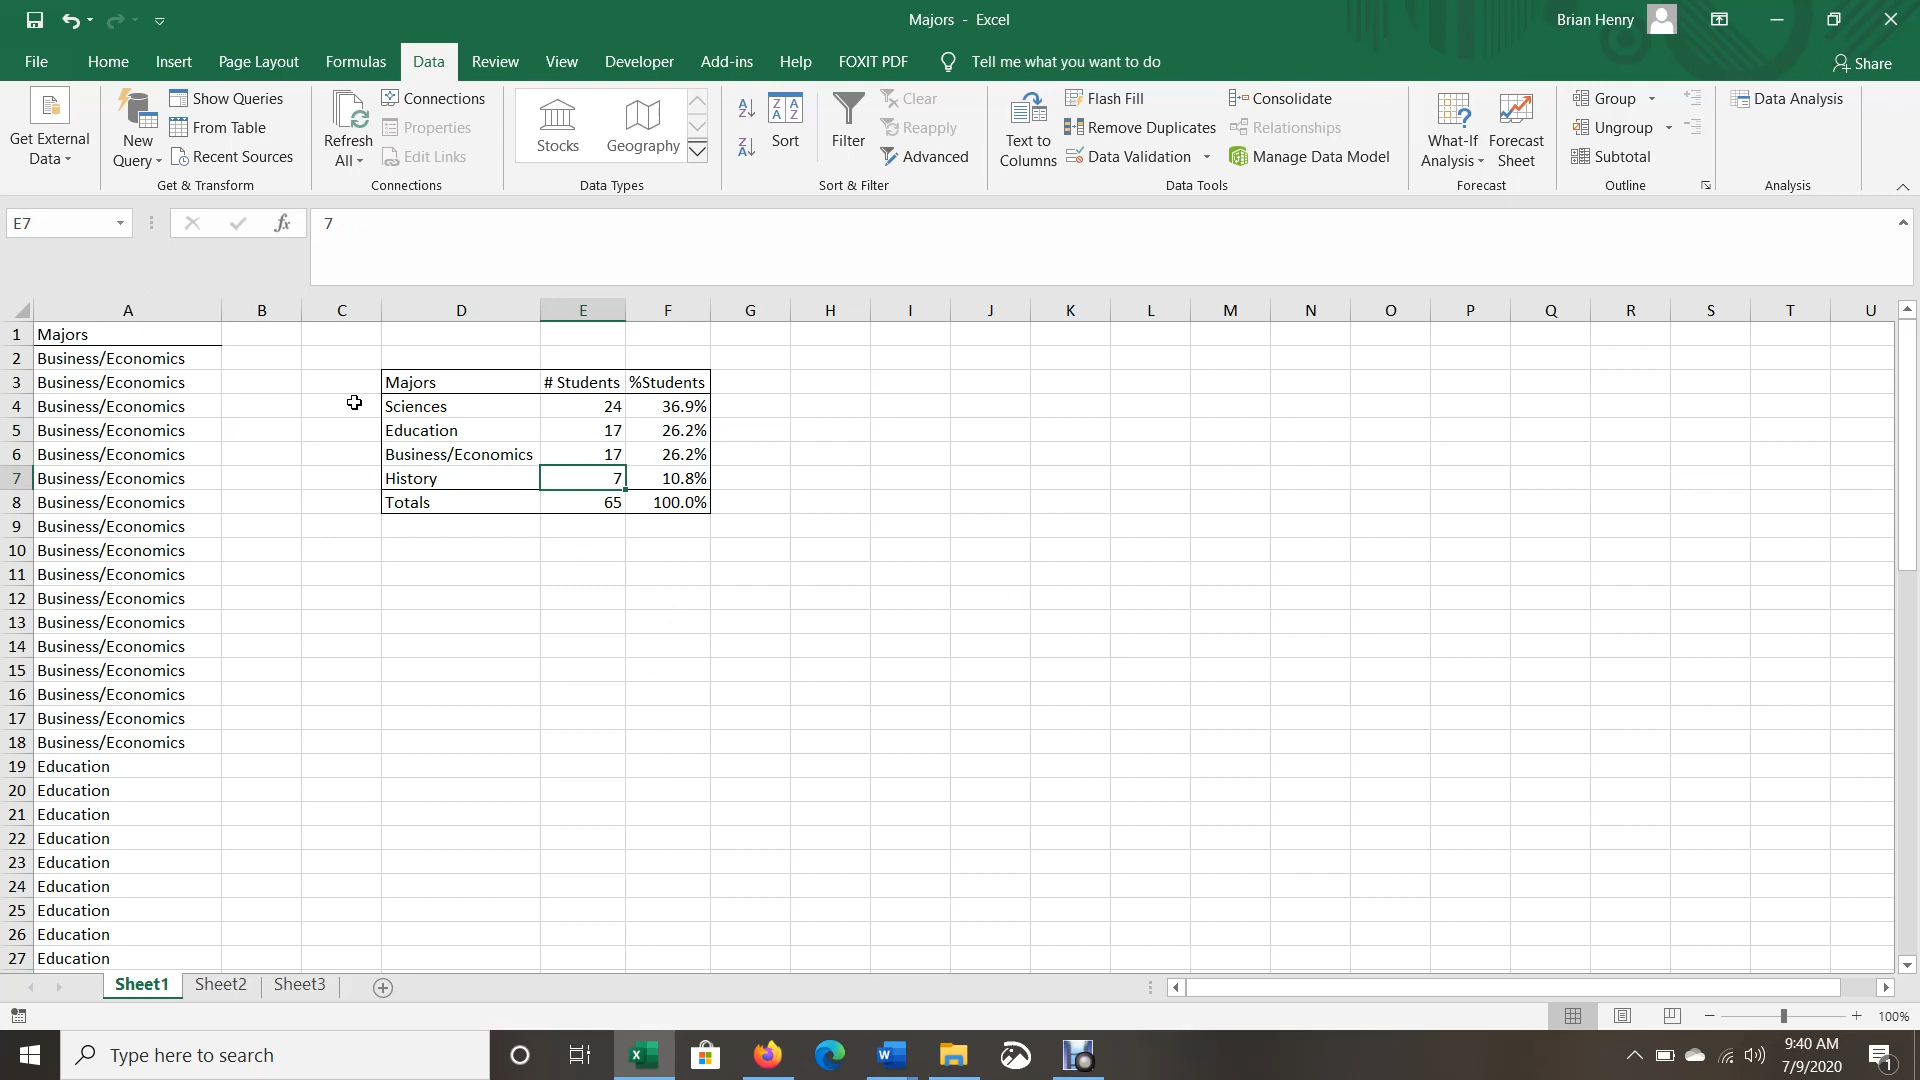 Majors - Excel
Brian Henry
File Home Insert Page Layout Formulas Data Review View Developer Add-ins Help FOXIT PDF Tell me what you want to do Share
Get External Data
New Query
Show Queries
From Table
Recent Sources
Get & Transform
Refresh All
Connections
Properties
Edit Links
Connections
Stocks
Geography
Data Types
A Z
Z A
Z A A Z
Sort
Filter
Clear
Reapply
Advanced
Sort & Filter
Text to Columns
Flash Fill
Remove Duplicates
Data Validation
Consolidate
Relationships
Manage Data Model
Data Tools
What-If Analysis
Forecast Sheet
Forecast
Group
Ungroup
Subtotal
Outline
Data Analysis
Analysis
E7 fx 7
A B C D E F G H I J K L M N O P Q R S T U
1 Majors
2 Business/Economics
3 Business/Economics Majors # Students %Students
4 Business/Economics Sciences 24 36.9%
5 Business/Economics Education 17 26.2%
6 Business/Economics Business/Economics 17 26.2%
7 Business/Economics History 7 10.8%
8 Business/Economics Totals 65 100.0%
9 Business/Economics
10 Business/Economics
11 Business/Economics
12 Business/Economics
13 Business/Economics
14 Business/Economics
15 Business/Economics
16 Business/Economics
17 Business/Economics
18 Business/Economics
19 Education
20 Education
21 Education
22 Education
23 Education
24 Education
25 Education
26 Education
27 Education
Sheet1 Sheet2 Sheet3
100%
Type here to search
9:40 AM
7/9/2020
1